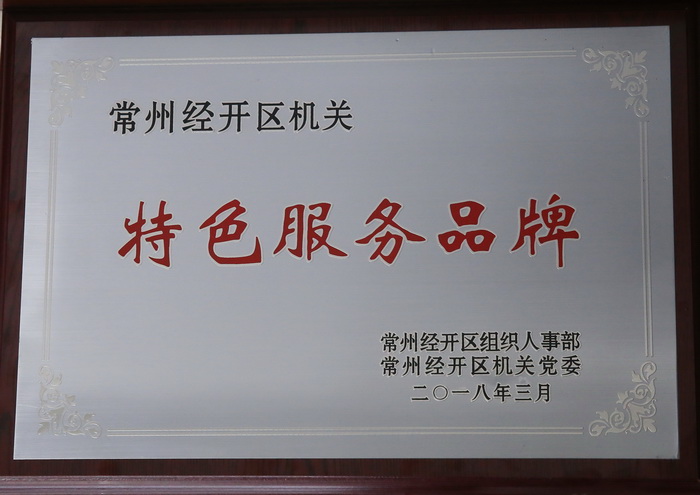 常州经开区机关
特色服务品牌
常州经开区组织人事部
常州经开区机关党委
二〇一八年三月